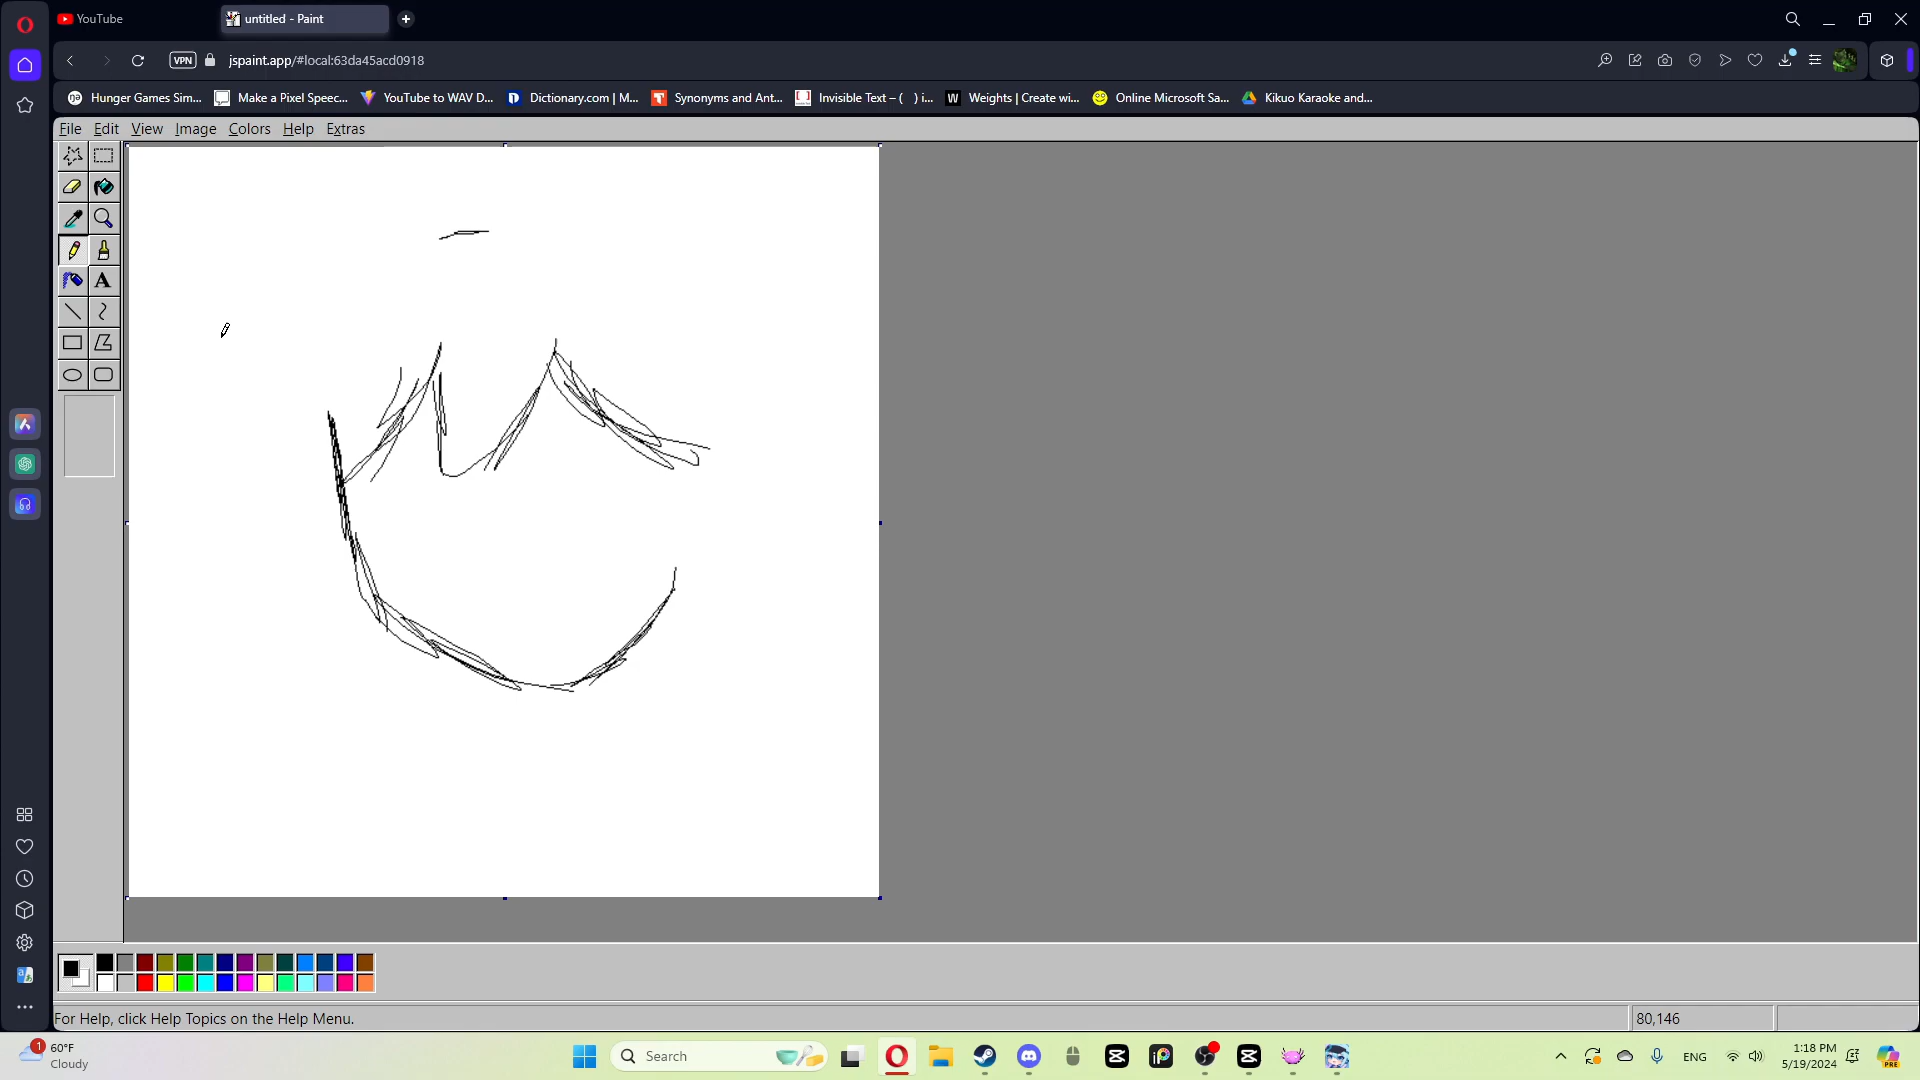 YouTube
untitled - Paint
VPN
jspaint.app/#local:63da45acd0918
Hunger Games Sim...
Make a Pixel Speec...
YouTube to WAV D...
Dictionary.com | M...
Synonyms and Ant...
Invisible Text – ( ) i...
Weights | Create wi...
Online Microsoft Sa...
Kikuo Karaoke and...
File Edit View Image Colors Help Extras
For Help, click Help Topics on the Help Menu.
80,146
1
60°F
Cloudy
Search
ENG
1:18 PM
5/19/2024
PRE